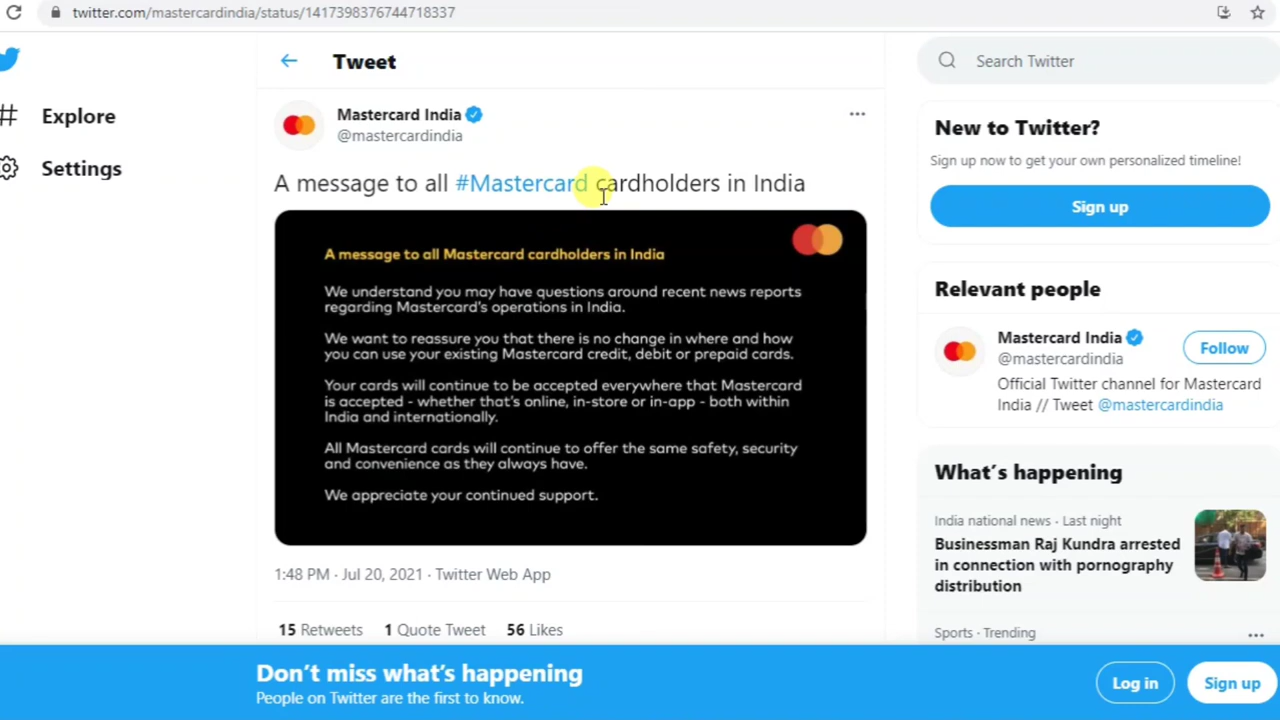 twitter.com/mastercardindia/status/1417398376744718337
Explore
Settings
Tweet
Mastercard India
@mastercardindia
A message to all #Mastercard cardholders in India
A message to all Mastercard cardholders in India
We understand you may have questions around recent news reports
regarding Mastercard's operations in India.
We want to reassure you that there is no change in where and how
you can use your existing Mastercard credit, debit or prepaid cards.
Your cards will continue to be accepted everywhere that Mastercard
is accepted - whether that's online, in-store or in-app - both within
India and internationally.
All Mastercard cards will continue to offer the same safety, security
and convenience as they always have.
We appreciate your continued support.
1:48 PM · Jul 20, 2021 · Twitter Web App
15 Retweets 1 Quote Tweet 56 Likes
Search Twitter
New to Twitter?
Sign up now to get your own personalized timeline!
Sign up
Relevant people
Mastercard India
@mastercardindia
Follow
Official Twitter channel for Mastercard
India // Tweet @mastercardindia
What's happening
India national news · Last night
Businessman Raj Kundra arrested
in connection with pornography
distribution
Sports · Trending
Don't miss what's happening
People on Twitter are the first to know.
Log in
Sign up